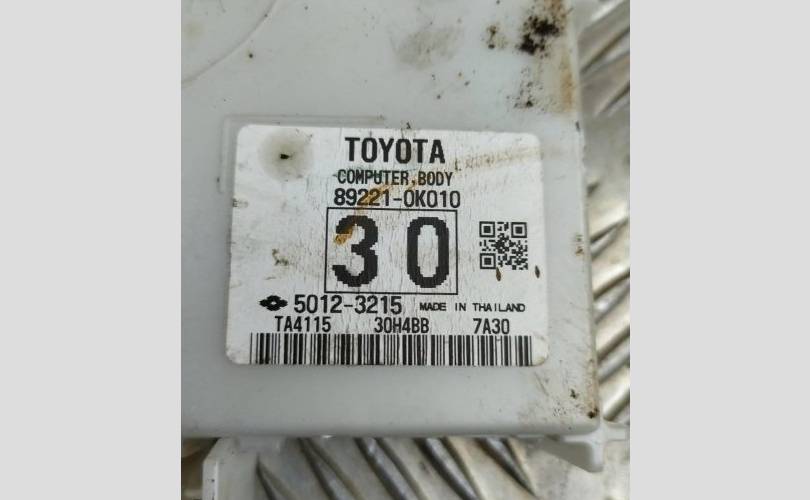 TOYOTA
COMPUTER,BODY
89221-0K010
30
5012-3215 MADE IN THAILAND
TA4115 30H4BB 7A30